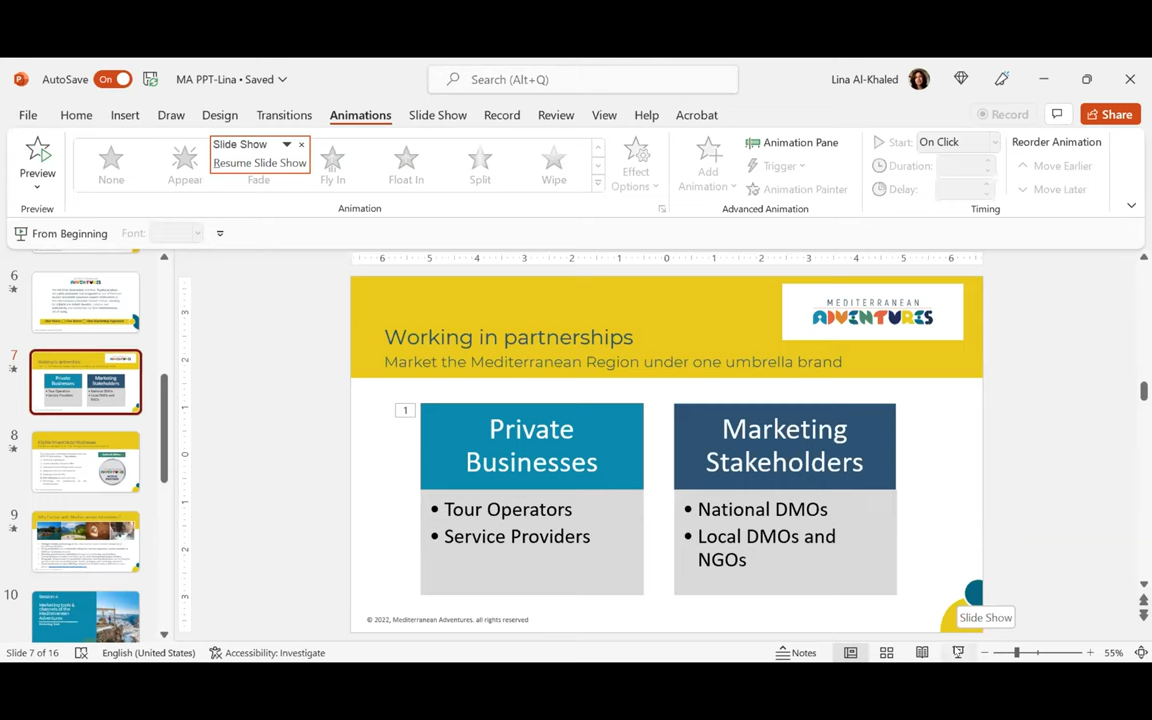 AutoSave On MA PPT-Lina • Saved Search (Alt+Q) Lina Al-Khaled
File Home Insert Draw Design Transitions Animations Slide Show Record Review View Help Acrobat Record Share
Preview
Slide Show
Resume Slide Show
None Appear Fade Fly In Float In Split Wipe
Effect
Options
Add
Animation
Animation Pane
Trigger
Animation Painter
Start: On Click
Duration:
Delay:
Reorder Animation
Move Earlier
Move Later
Preview Animation Advanced Animation Timing
From Beginning Font:
6
7
8
9
10
MEDITERRANEAN
ADVENTURES
Working in partnerships
Market the Mediterranean Region under one umbrella brand
1
Private
Businesses
• Tour Operators
• Service Providers
Marketing
Stakeholders
• National DMOs
• Local DMOs and
NGOs
© 2022, Mediterranean Adventures. all rights reserved
Slide Show
Slide 7 of 16 English (United States) Accessibility: Investigate Notes 55%